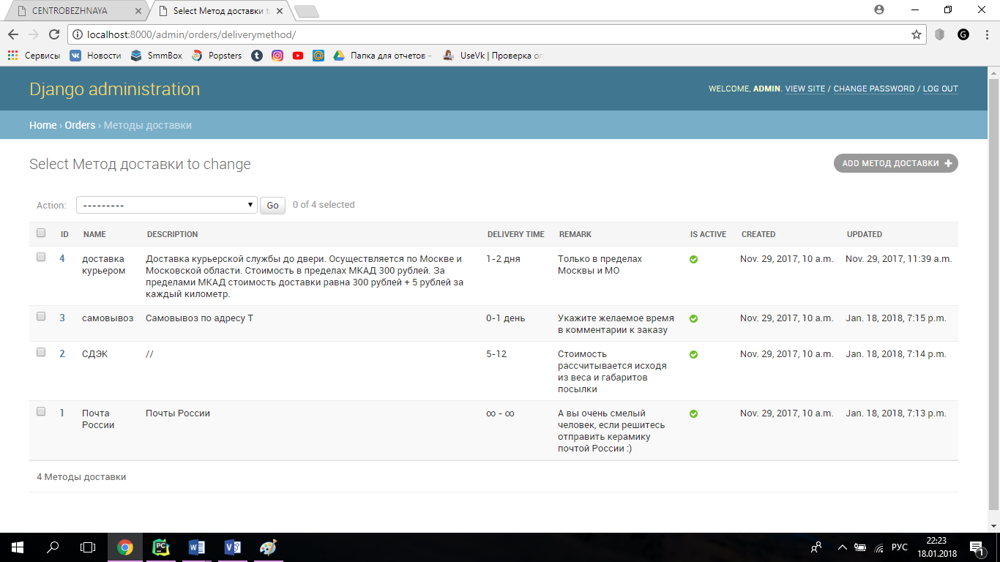 CENTROBEZHNAYA
Select Метод доставки t
localhost:8000/admin/orders/deliverymethod/
G
Сервисы
Новости
SmmBox
Popsters
Папка для отчетов –
UseVk | Проверка о
Django administration
WELCOME, ADMIN. VIEW SITE / CHANGE PASSWORD / LOG OUT
Home › Orders › Методы доставки
Select Метод доставки to change
ADD МЕТОД ДОСТАВКИ +
Action: --------- Go 0 of 4 selected
ID NAME DESCRIPTION DELIVERY TIME REMARK IS ACTIVE CREATED UPDATED
4 доставка Доставка курьерской службы до двери. Осуществляется по Москве и 1-2 дня Только в пределах Nov. 29, 2017, 10 a.m. Nov. 29, 2017, 11:39 a.m.
курьером Московской области. Стоимость в пределах МКАД 300 рублей. За Москвы и МО
пределами МКАД стоимость доставки равна 300 рублей + 5 рублей за
каждый километр.
3 самовывоз Самовывоз по адресу Т 0-1 день Укажите желаемое время Nov. 29, 2017, 10 a.m. Jan. 18, 2018, 7:15 p.m.
в комментарии к заказу
2 СДЭК // 5-12 Стоимость Nov. 29, 2017, 10 a.m. Jan. 18, 2018, 7:14 p.m.
рассчитывается исходя
из веса и габаритов
посылки
1 Почта Почты России ∞ - ∞ А вы очень смелый Nov. 29, 2017, 10 a.m. Jan. 18, 2018, 7:13 p.m.
России человек, если решитесь
отправить керамику
почтой России :)
4 Методы доставки
PC
РУС
22:23
18.01.2018
1